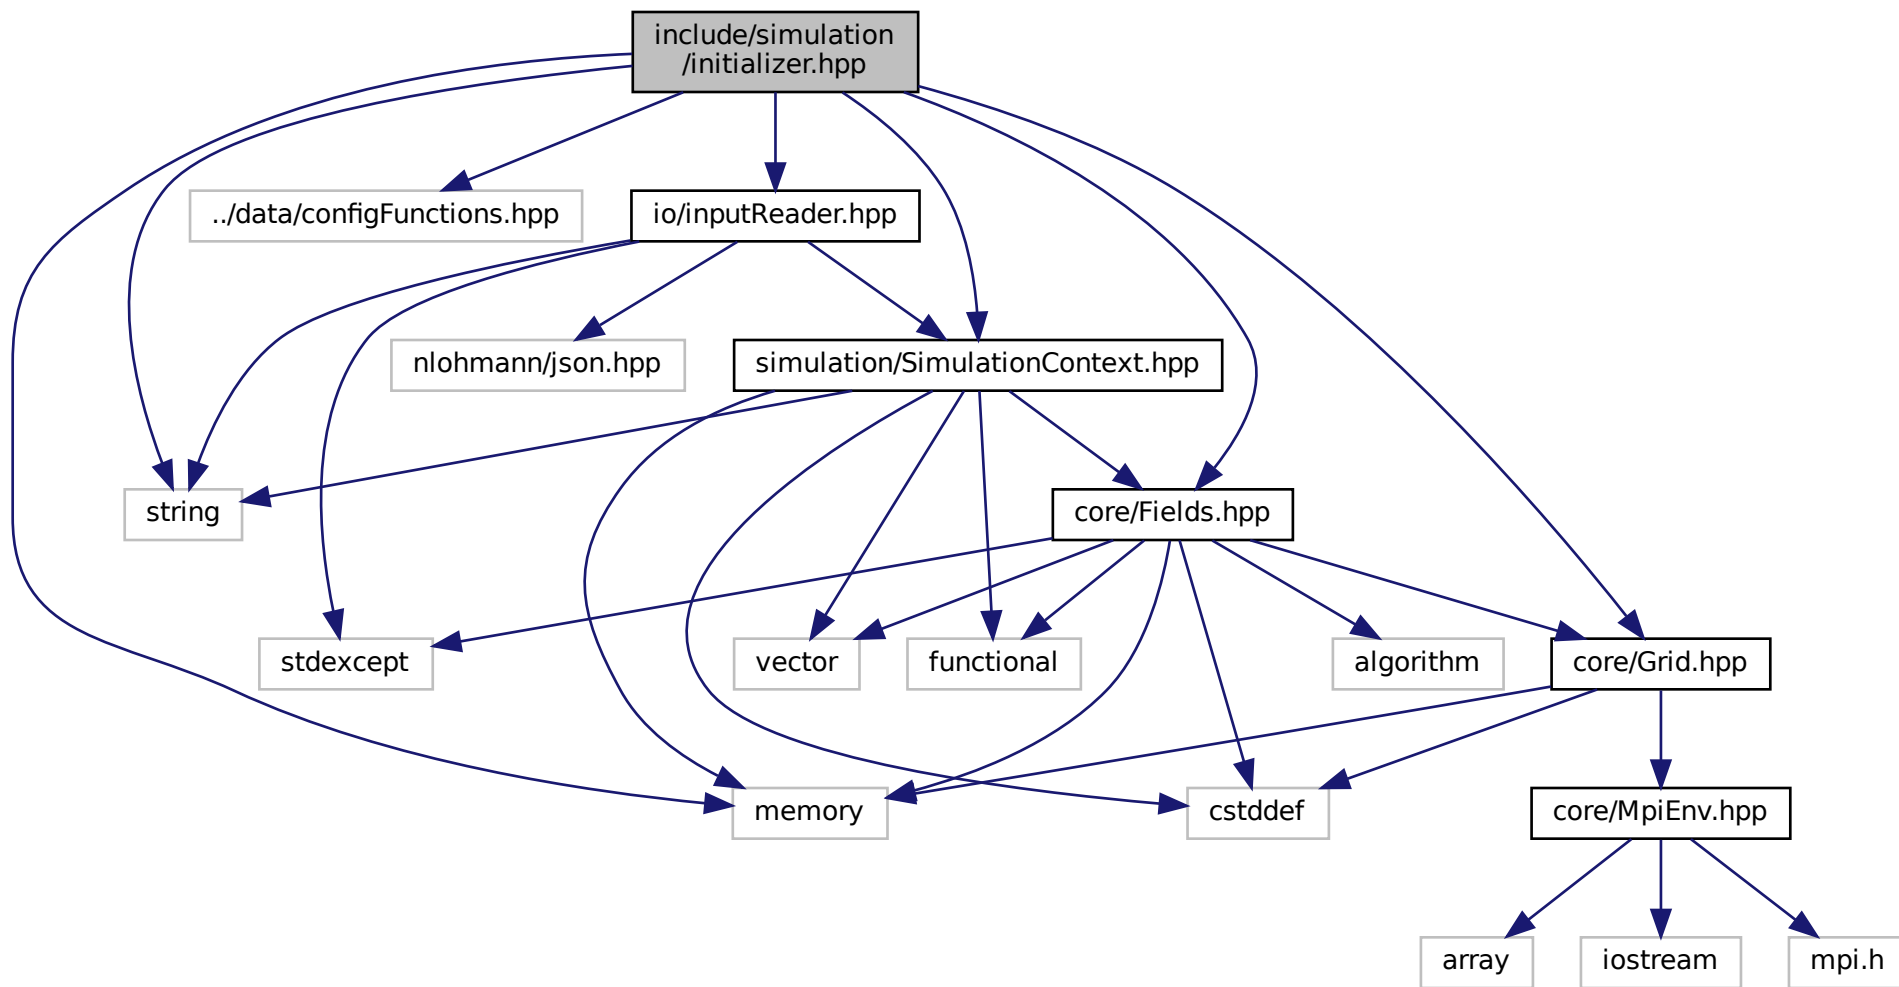 include/simulation
/initializer.hpp
../data/configFunctions.hpp
io/inputReader.hpp
nlohmann/json.hpp
simulation/SimulationContext.hpp
string
core/Fields.hpp
stdexcept
vector
functional
algorithm
core/Grid.hpp
memory
cstddef
core/MpiEnv.hpp
array
iostream
mpi.h